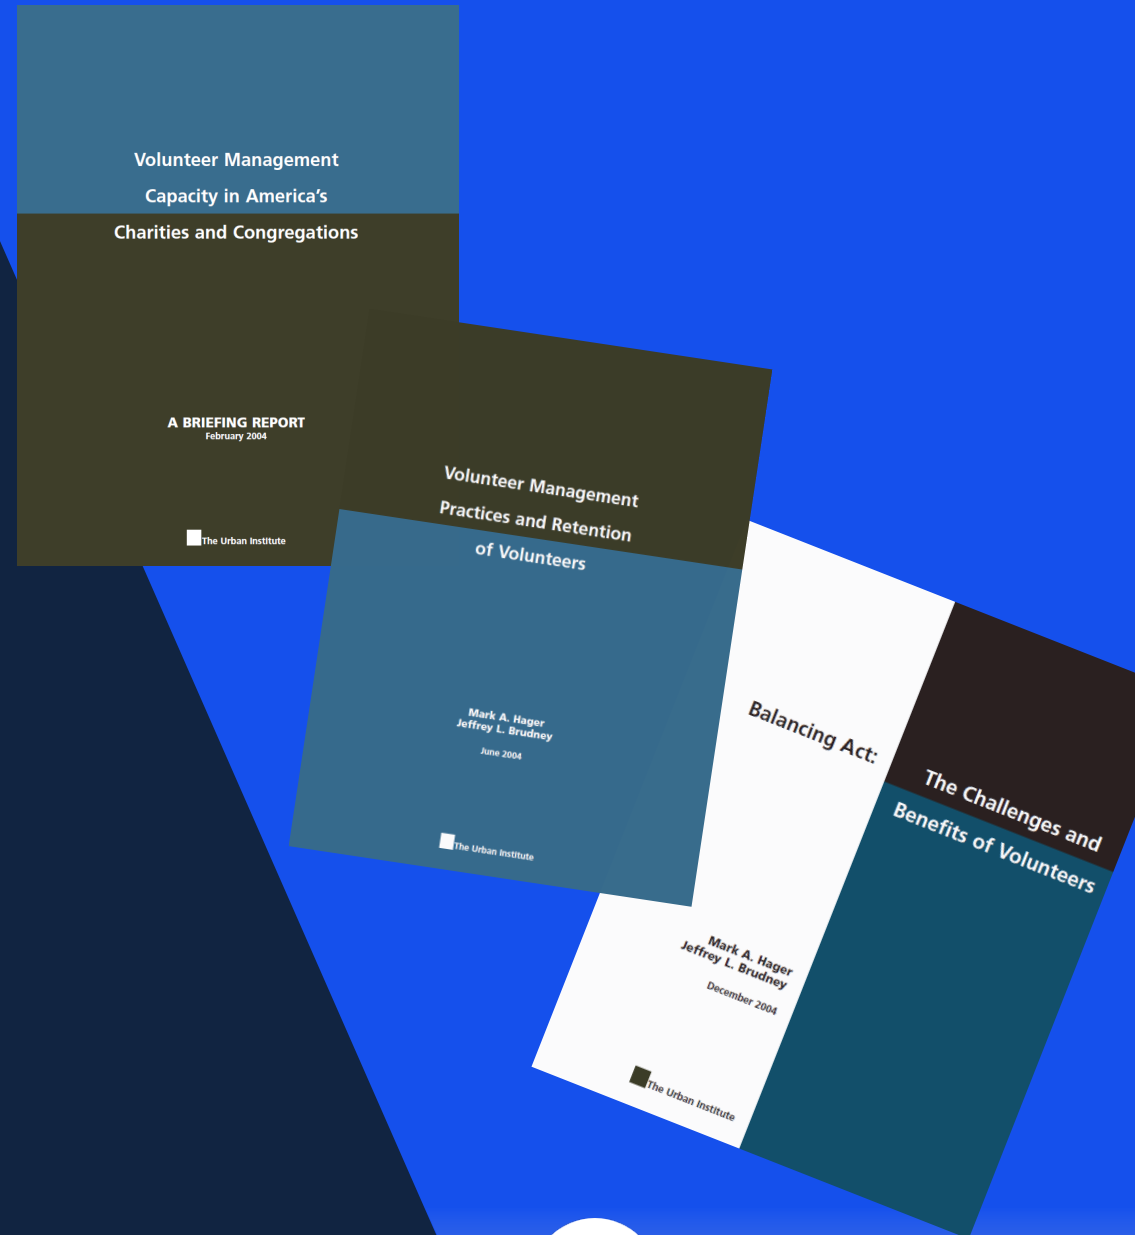 Volunteer Management
Capacity in America's
Charities and Congregations
A BRIEFING REPORT
February 2004
The Urban Institute
Volunteer Management
Practices and Retention
of Volunteers
Mark A. Hager
Jeffrey L. Brudney
June 2004
The Urban Institute
Balancing Act:
The Challenges and
Benefits of Volunteers
Mark A. Hager
Jeffrey L. Brudney
December 2004
The Urban Institute